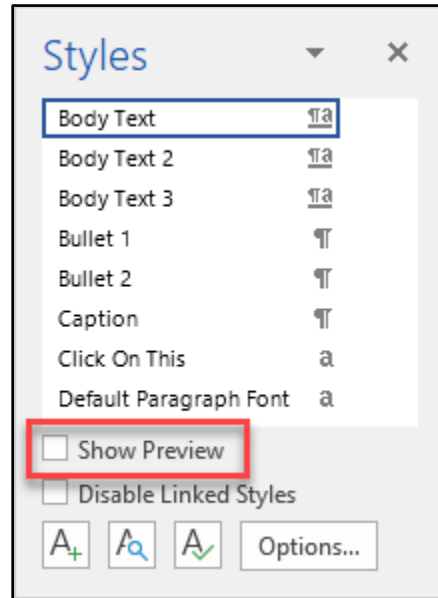 Styles
Body Text ¶a
Body Text 2 ¶a
Body Text 3 ¶a
Bullet 1 ¶
Bullet 2 ¶
Caption ¶
Click On This a
Default Paragraph Font a
Show Preview
Disable Linked Styles
Options...